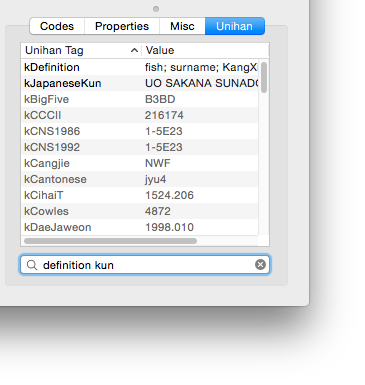 Codes Properties Misc Unihan
Unihan Tag Value
kDefinition fish; surname; KangX
kJapaneseKun UO SAKANA SUNADO
kBigFive B3BD
kCCCII 216174
kCNS1986 1-5E23
kCNS1992 1-5E23
kCangjie NWF
kCantonese jyu4
kCihaiT 1524.206
kCowles 4872
kDaeJaweon 1998.010
definition kun